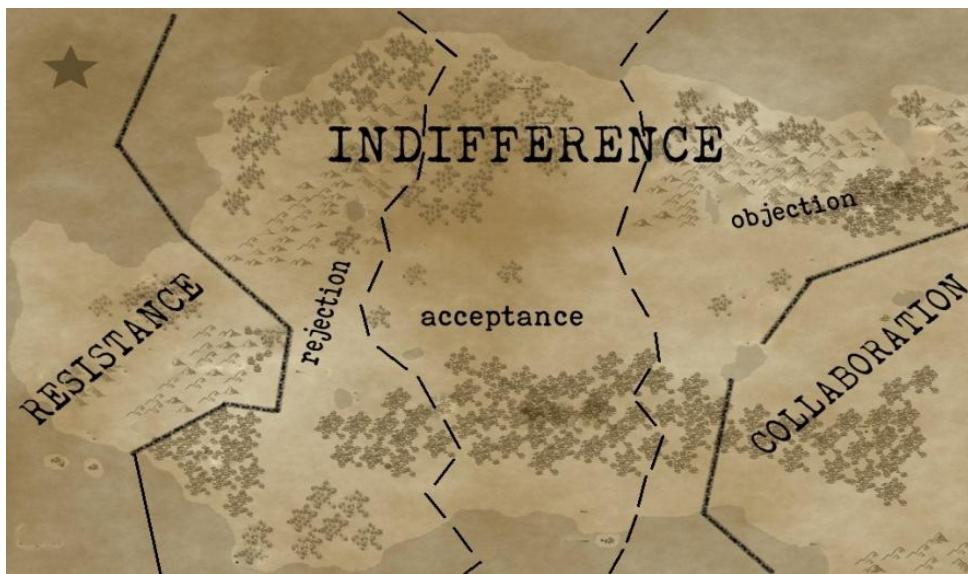 INDIFFERENCE
objection
RESISTANCE
rejection
acceptance
COLLABORATION